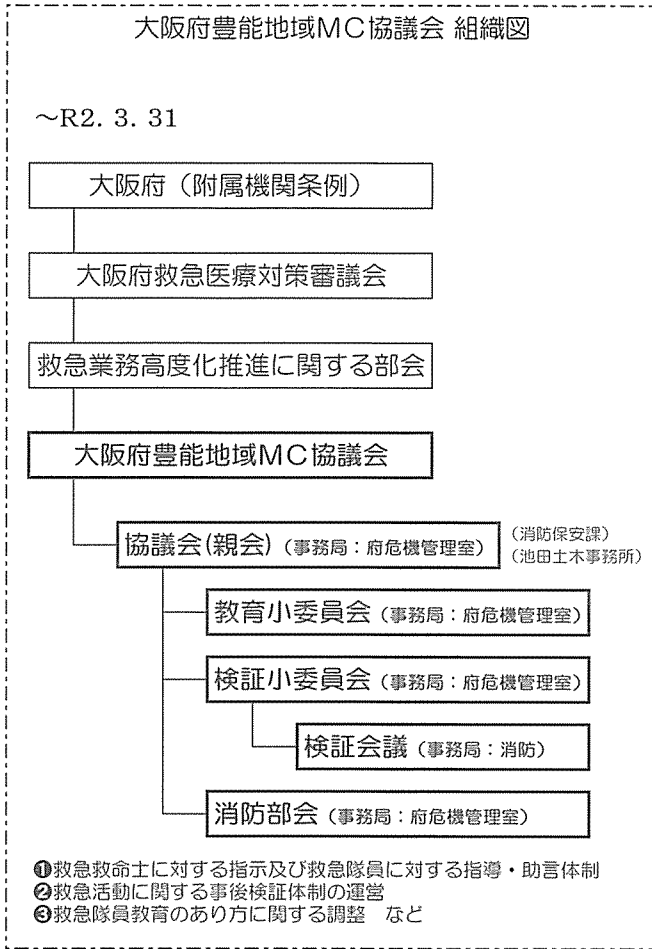 大阪府豊能地域MC協議会 組織図
～R2. 3. 31
大阪府（附属機関条例）
大阪府救急医療対策審議会
救急業務高度化推進に関する部会
大阪府豊能地域MC協議会
協議会(親会)（事務局：府危機管理室）
（消防保安課）
（池田土木事務所）
教育小委員会（事務局：府危機管理室）
検証小委員会（事務局：府危機管理室）
検証会議（事務局：消防）
消防部会（事務局：府危機管理室）
❶救急救命士に対する指示及び救急隊員に対する指導・助言体制
❷救急活動に関する事後検証体制の運営
❸救急隊員教育のあり方に関する調整　など